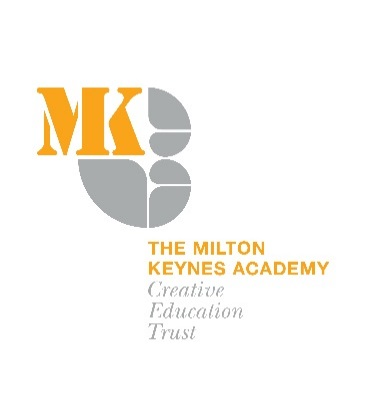 MK
THE MILTON
KEYNES ACADEMY
Creative
Education
Trust